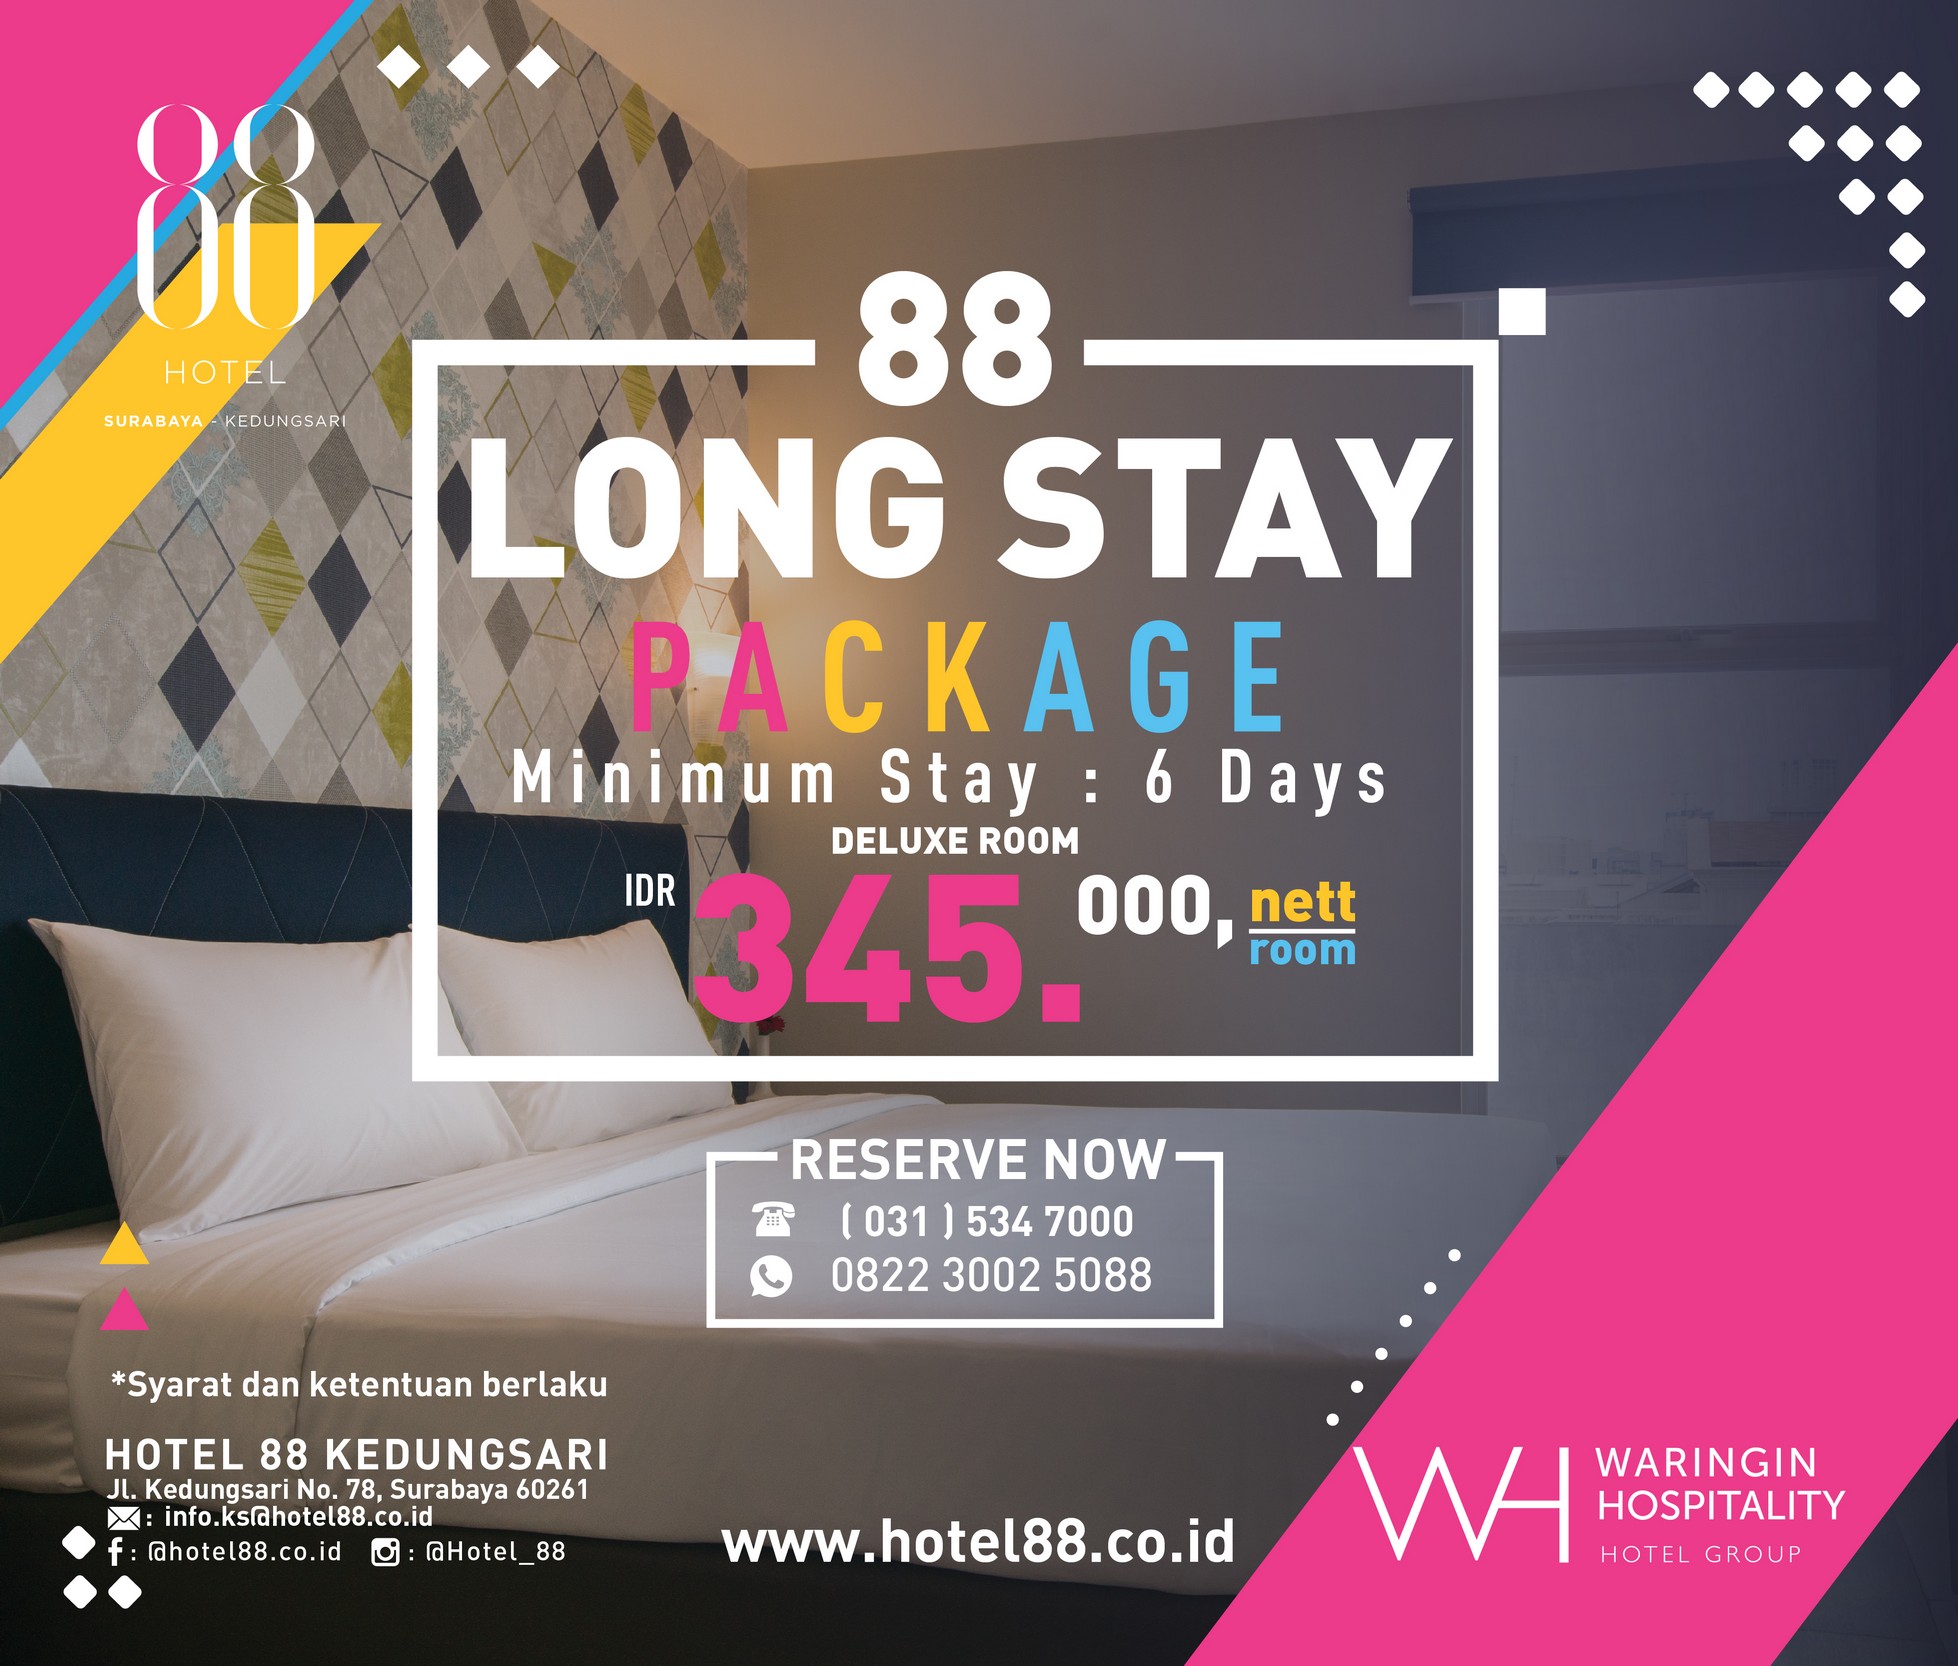 88
HOTEL
SURABAYA - KEDUNGSARI
88
LONG STAY
PACKAGE
Minimum Stay : 6 Days
DELUXE ROOM
IDR 345.000, nett
room
RESERVE NOW
( 031 ) 534 7000
0822 3002 5088
*Syarat dan ketentuan berlaku
HOTEL 88 KEDUNGSARI
Jl. Kedungsari No. 78, Surabaya 60261
: info.ks@hotel88.co.id
f : @hotel88.co.id : @Hotel_88
www.hotel88.co.id
WH WARINGIN
HOSPITALITY
HOTEL GROUP